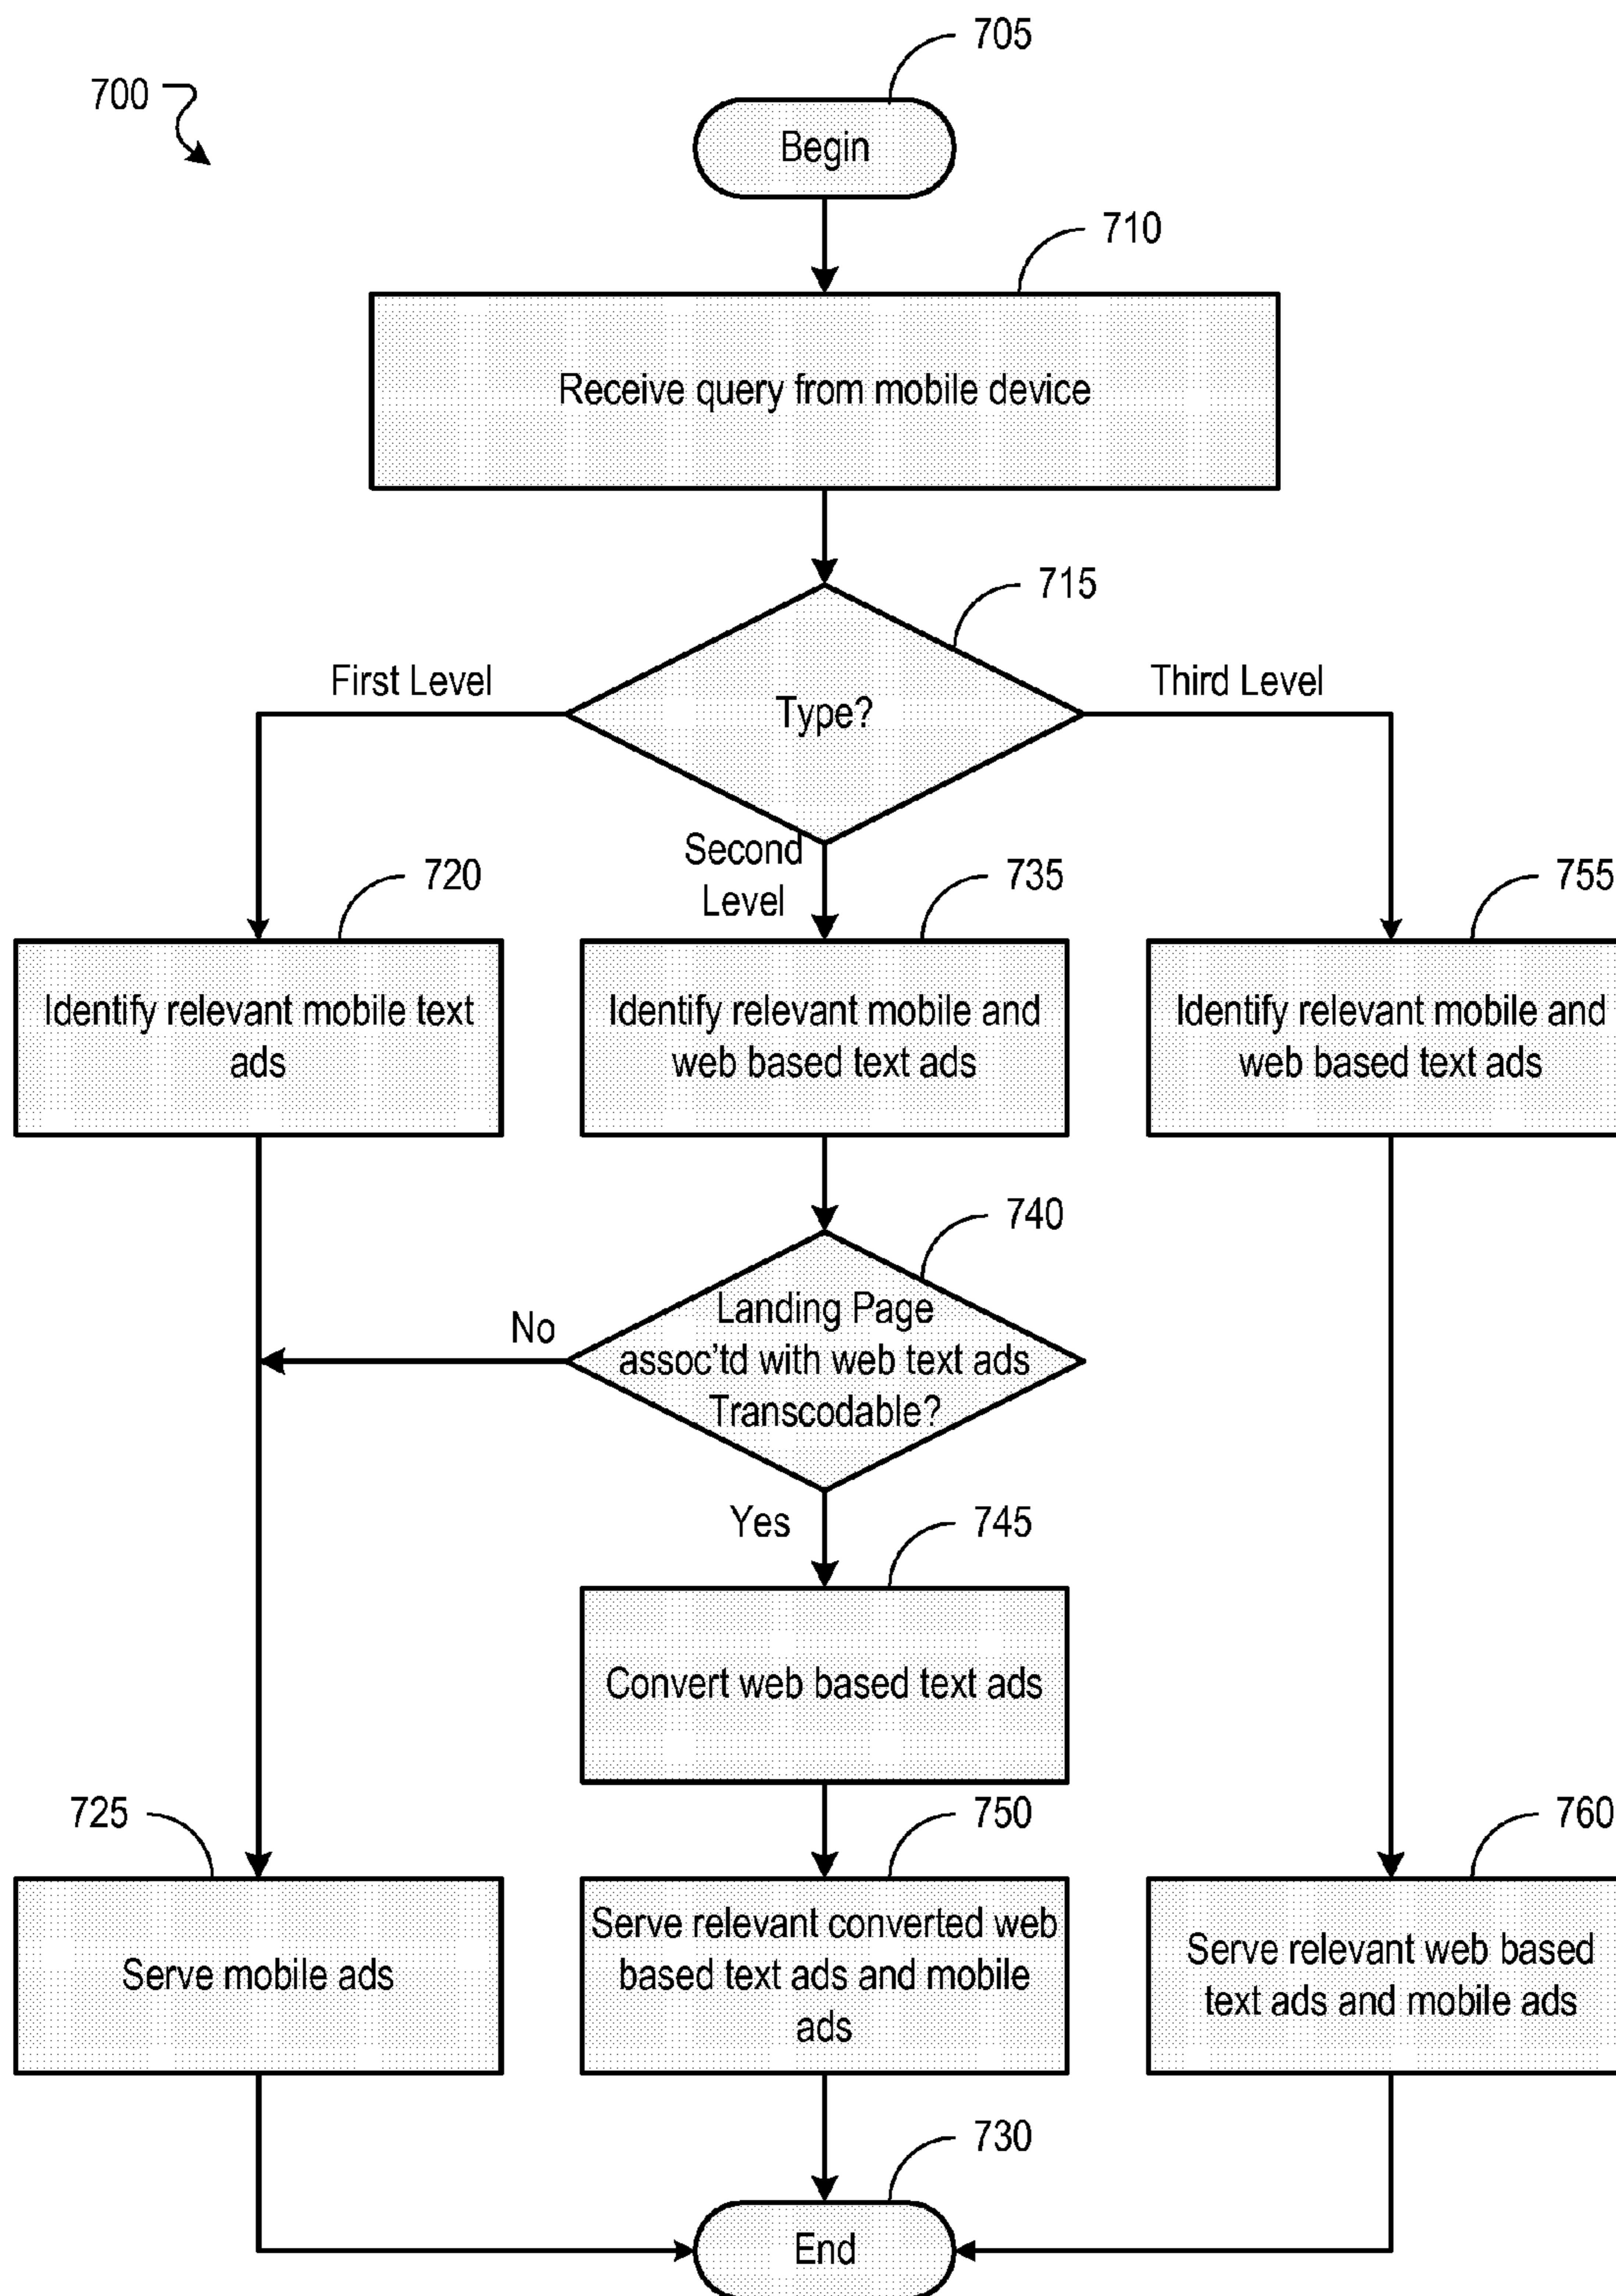 705
700
Begin
710
Receive query from mobile device
715
First Level
Third Level
Type?
Second
Level
720
735
755
Identify relevant mobile text
ads
Identify relevant mobile and
web based text ads
Identify relevant mobile and
web based text ads
740
Landing Page
assoc'td with web text ads
Transcodable?
No
Yes
745
Convert web based text ads
725
750
760
Serve mobile ads
Serve relevant converted web
based text ads and mobile
ads
Serve relevant web based
text ads and mobile ads
730
End